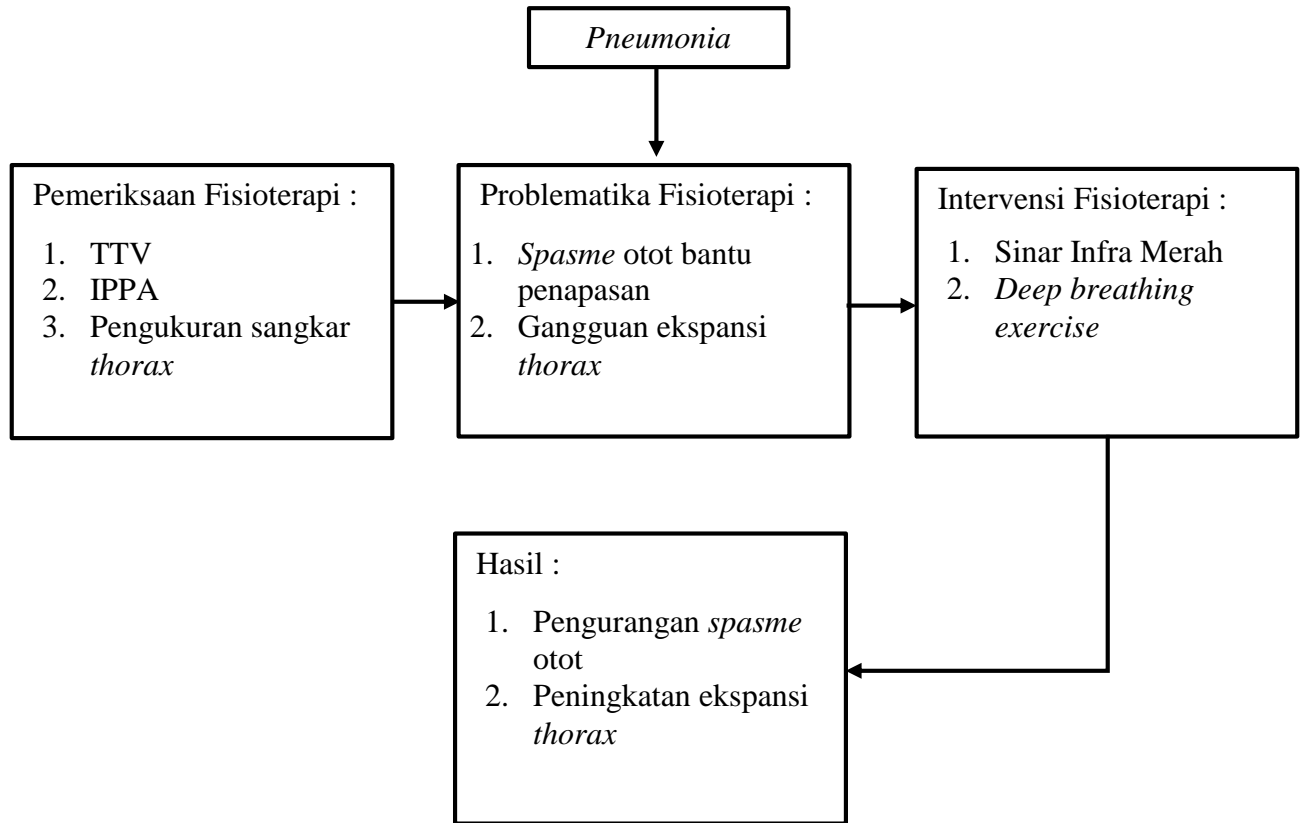 Pneumonia
Pemeriksaan Fisioterapi :
1. TTV
2. IPPA
3. Pengukuran sangkar
thorax
Problematika Fisioterapi :
1. Spasme otot bantu
penapasan
2. Gangguan ekspansi
thorax
Intervensi Fisioterapi :
1. Sinar Infra Merah
2. Deep breathing
exercise
Hasil :
1. Pengurangan spasme
otot
2. Peningkatan ekspansi
thorax